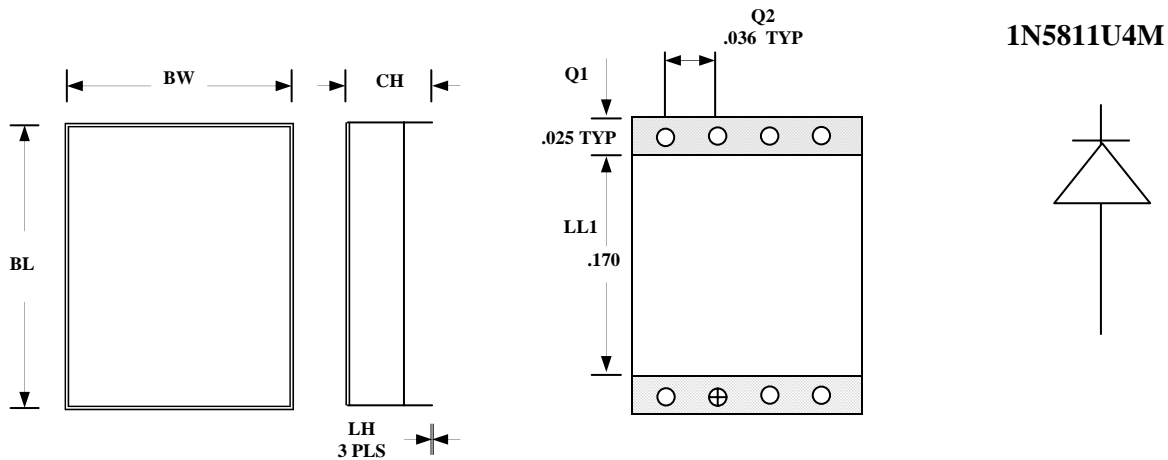 Q2
.036 TYP
1N5811U4M
BW
CH
Q1
.025 TYP
LL1
.170
BL
LH
3 PLS